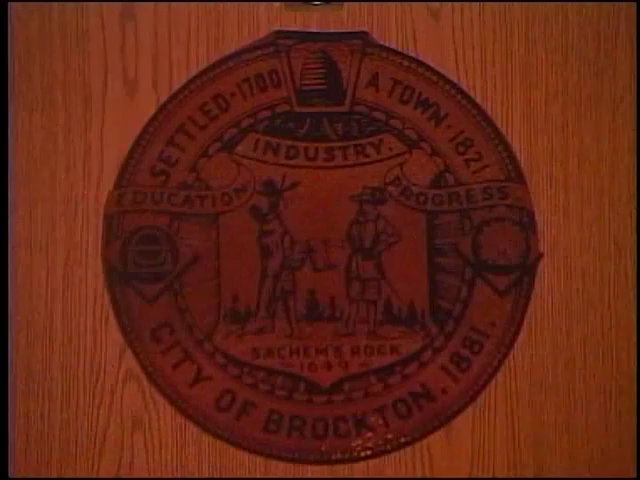 SETTLED · 1700
A TOWN · 1821
INDUSTRY.
EDUCATION
PROGRESS
SACHEM'S ROCK
1649
CITY OF BROCKTON. 1881.